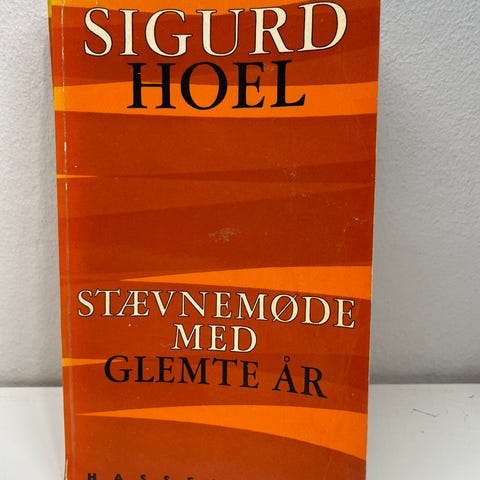 SIGURD
HOEL
STÆVNEMØDE
MED
GLEMTE ÅR